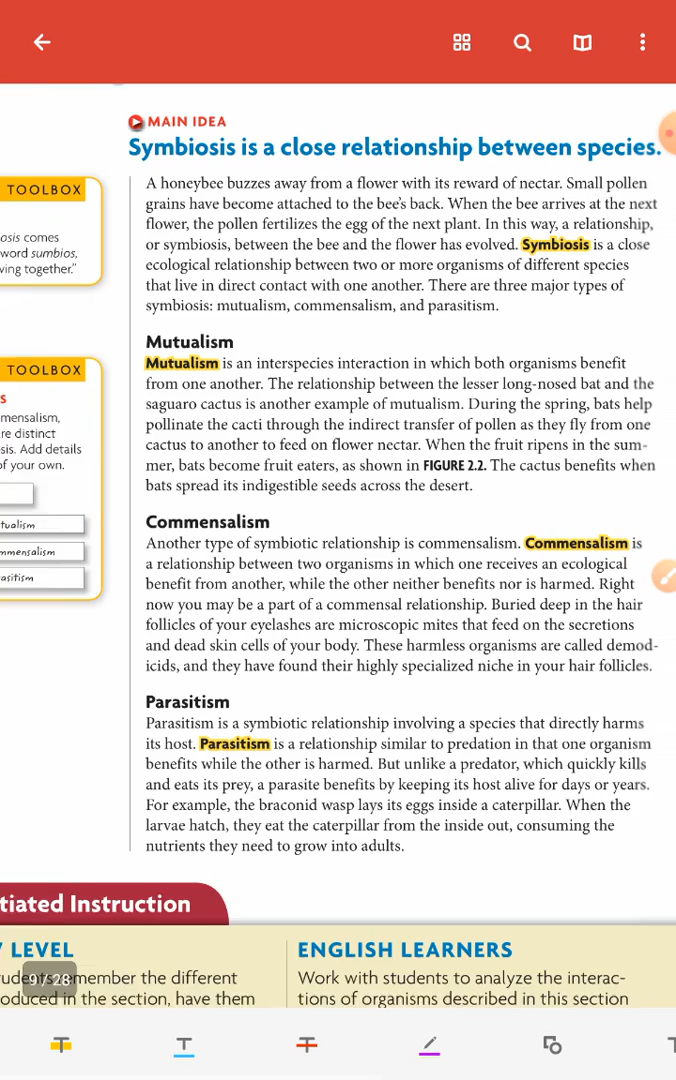 MAIN IDEA
Symbiosis is a close relationship between species.
A honeybee buzzes away from a flower with its reward of nectar. Small pollen
grains have become attached to the bee's back. When the bee arrives at the next
flower, the pollen fertilizes the egg of the next plant. In this way, a relationship,
or symbiosis, between the bee and the flower has evolved. Symbiosis is a close
ecological relationship between two or more organisms of different species
that live in direct contact with one another. There are three major types of
symbiosis: mutualism, commensalism, and parasitism.
TOOLBOX
osis comes
word sumbios,
ving together."
Mutualism
Mutualism is an interspecies interaction in which both organisms benefit
from one another. The relationship between the lesser long-nosed bat and the
saguaro cactus is another example of mutualism. During the spring, bats help
pollinate the cacti through the indirect transfer of pollen as they fly from one
cactus to another to feed on flower nectar. When the fruit ripens in the sum-
mer, bats become fruit eaters, as shown in FIGURE 2.2. The cactus benefits when
bats spread its indigestible seeds across the desert.
TOOLBOX
s
mensalism,
re distinct
sis. Add details
of your own.
tualism
mmensalism
asitism
Commensalism
Another type of symbiotic relationship is commensalism. Commensalism is
a relationship between two organisms in which one receives an ecological
benefit from another, while the other neither benefits nor is harmed. Right
now you may be a part of a commensal relationship. Buried deep in the hair
follicles of your eyelashes are microscopic mites that feed on the secretions
and dead skin cells of your body. These harmless organisms are called demod-
icids, and they have found their highly specialized niche in your hair follicles.
Parasitism
Parasitism is a symbiotic relationship involving a species that directly harms
its host. Parasitism is a relationship similar to predation in that one organism
benefits while the other is harmed. But unlike a predator, which quickly kills
and eats its prey, a parasite benefits by keeping its host alive for days or years.
For example, the braconid wasp lays its eggs inside a caterpillar. When the
larvae hatch, they eat the caterpillar from the inside out, consuming the
nutrients they need to grow into adults.
tiated Instruction
LEVEL
udents remember the different
oduced in the section, have them
9 / 28
ENGLISH LEARNERS
Work with students to analyze the interac-
tions of organisms described in this section